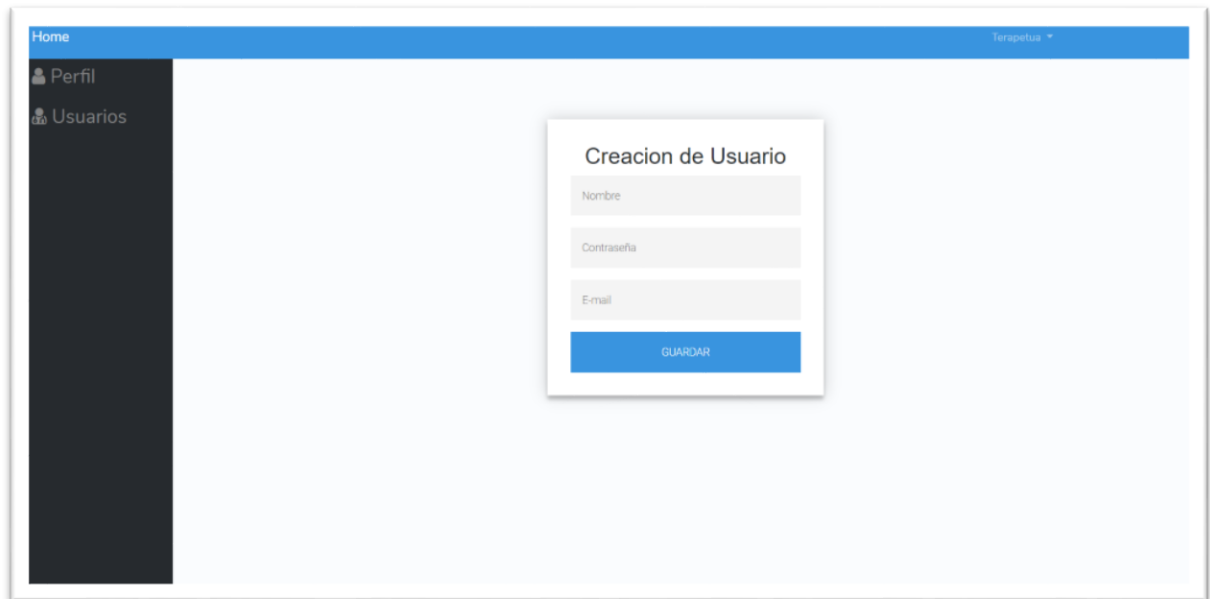 Home
Terapetua
Perfil
Usuarios
Creacion de Usuario
Nombre
Contraseña
E-mail
GUARDAR